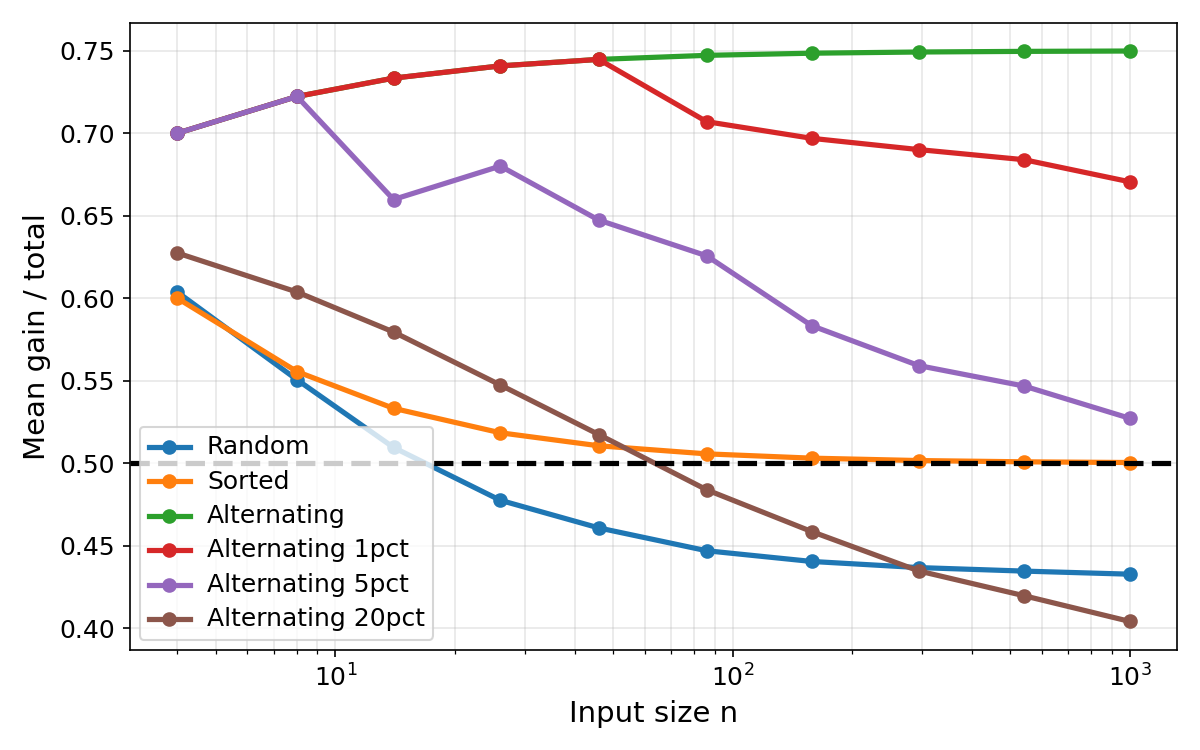 0.75
0.70
0.65
0.60
0.55
0.50
0.45
0.40
Mean gain / total
Random
Sorted
Alternating
Alternating 1pct
Alternating 5pct
Alternating 20pct
10¹
10²
10³
Input size n